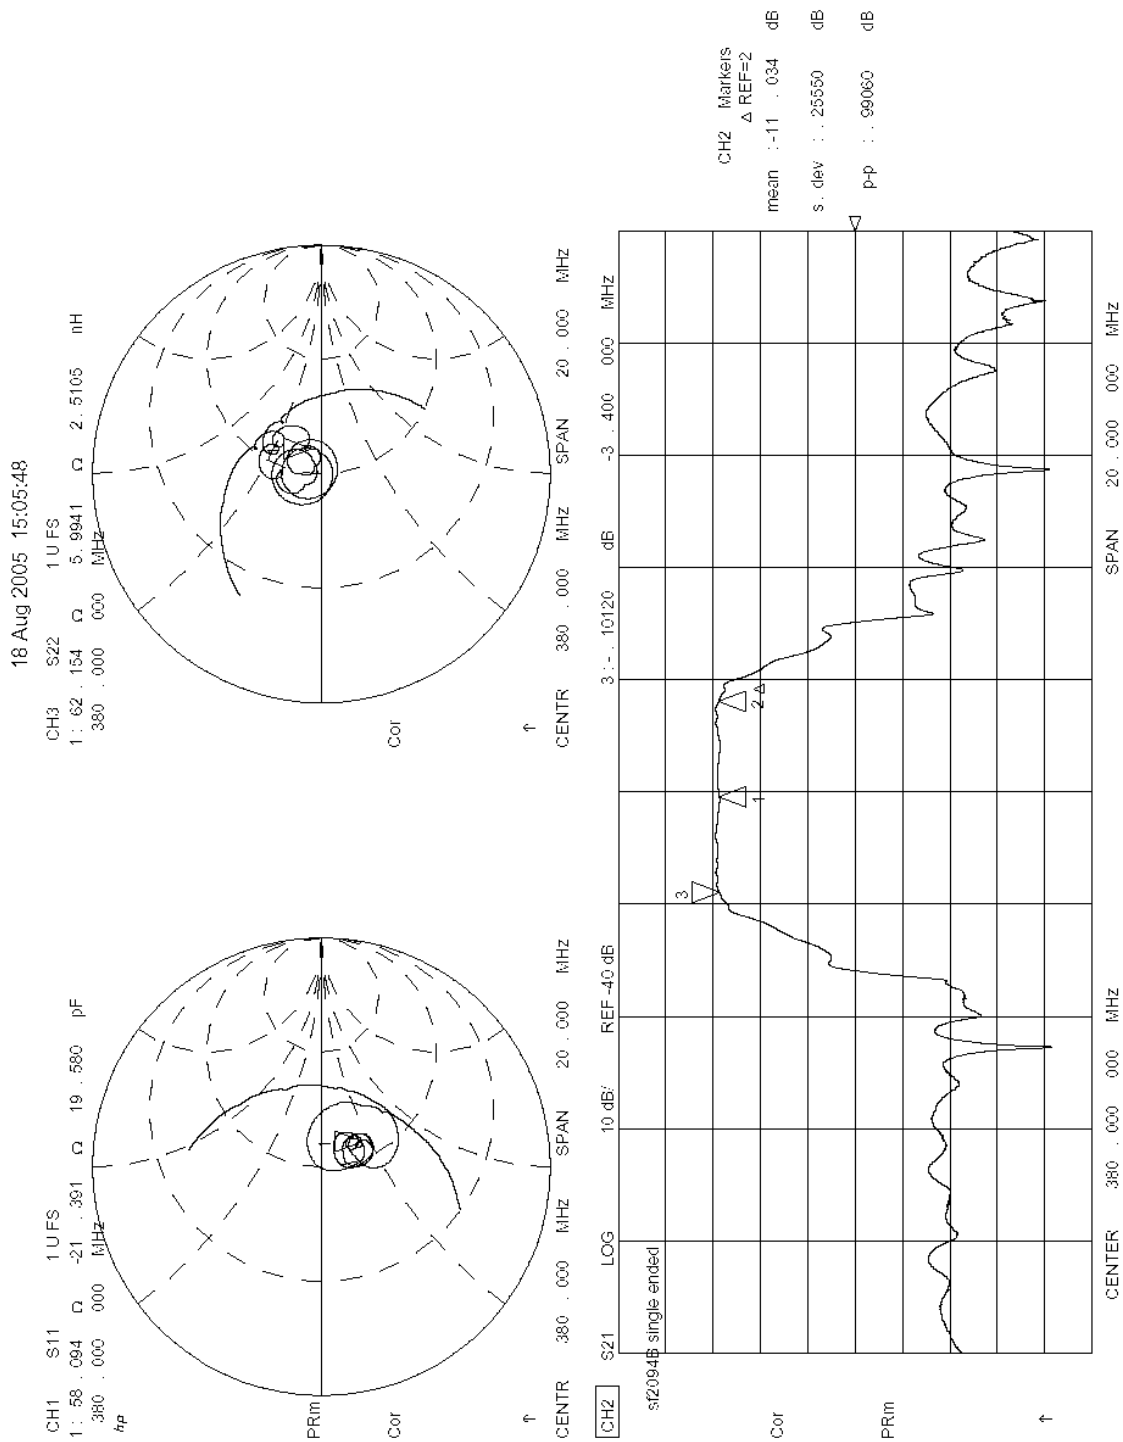 18 Aug 2005 15:05:48
CH1 S11 1 U FS
1 : 58 . 094 Ω -21 . 391 Ω 19 . 580 pF
380 . 000 000 MHz
hp
PRm
Cor
↑
CENTR 380 . 000 MHz SPAN 20 . 000 MHz
CH3 S22 1 U FS
1 : 62 . 154 Ω 5 . 9941 Ω 2 . 5105 nH
380 . 000 000 MHz
Cor
↑
CENTR 380 . 000 MHz SPAN 20 . 000 MHz
CH2 S21 LOG 10 dB/ REF -40 dB 3 : - . 10120 dB -3 . 400 000 MHz
sf2094B single ended
Cor
PRm
↑
3
1
2 Δ
CH2 Markers
Δ REF=2
mean : -11 . 034 dB
s. dev : . 25550 dB
p-p : . 99060 dB
CENTER 380 . 000 000 MHz SPAN 20 . 000 000 MHz